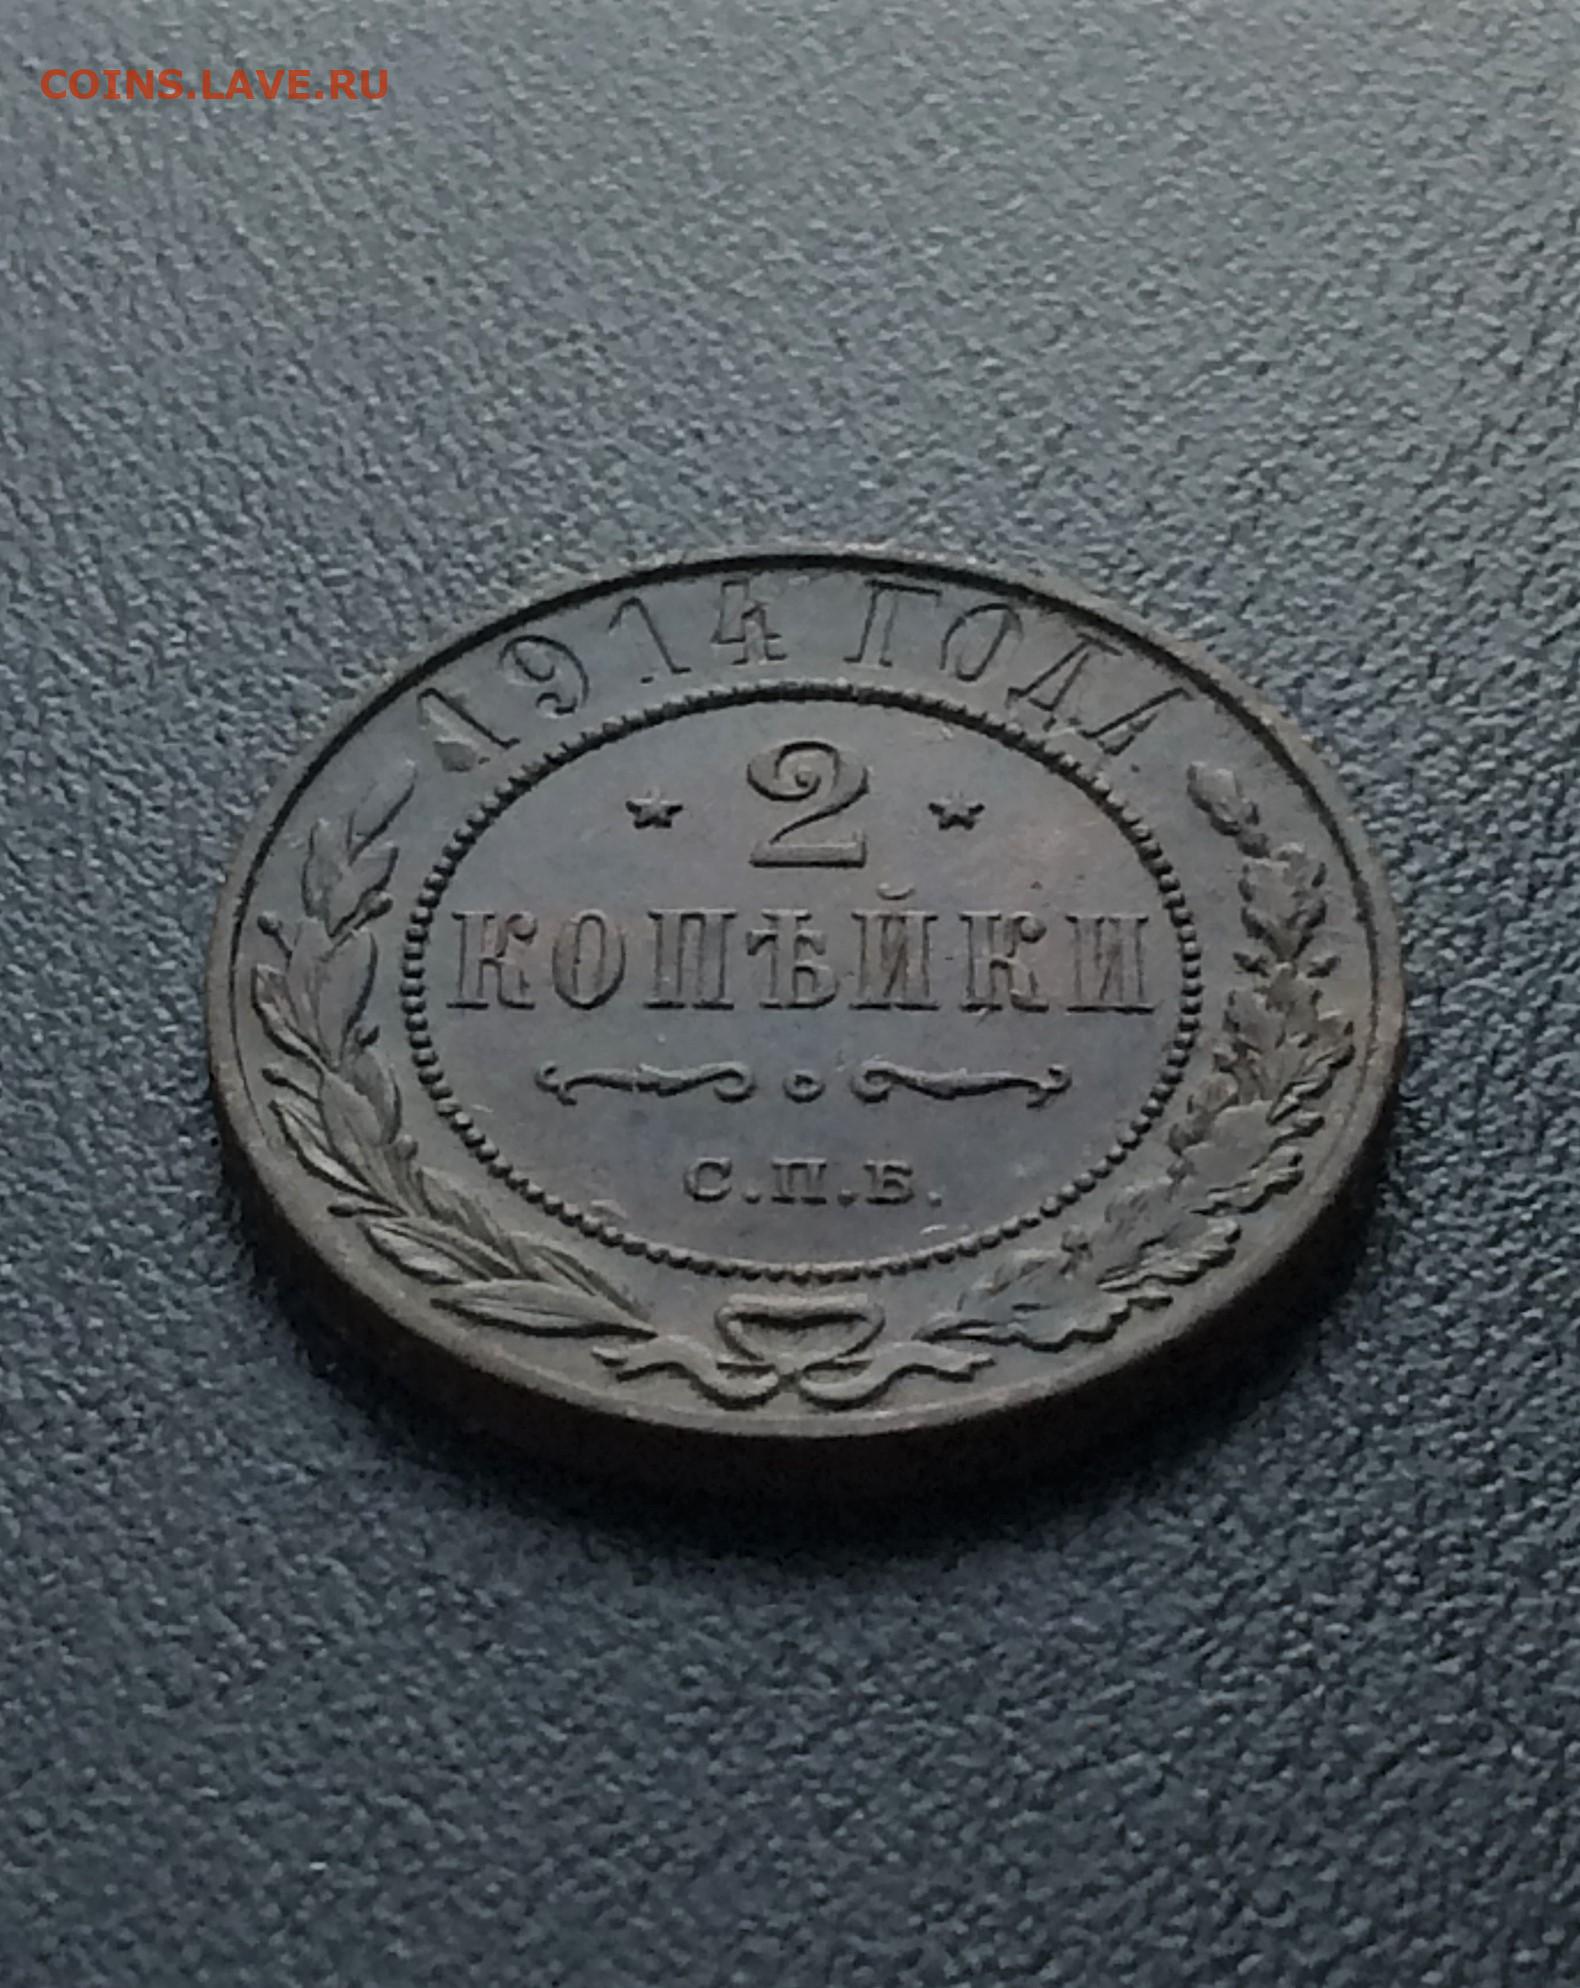 COINS.LAVE.RU
1914 ГОДА
2
КОПѢЙКИ
С.П.Б.